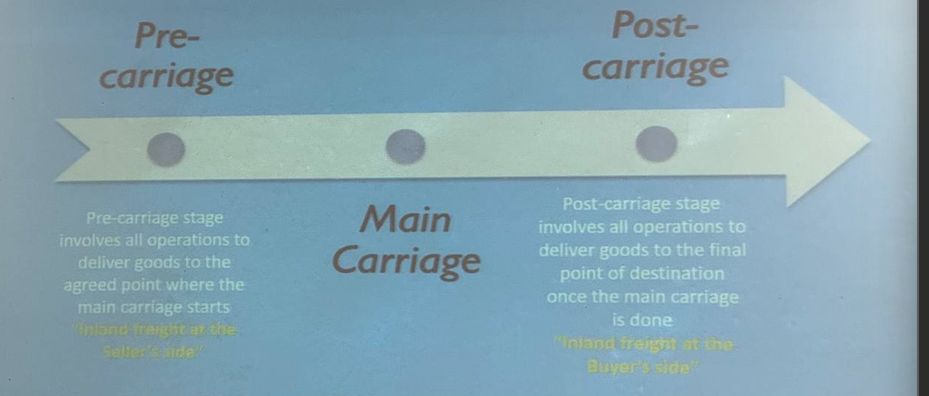 Pre-
carriage
Pre-carriage stage
involves all operations to
deliver goods to the
agreed point where the
main carriage starts
"Inland freight at the
Seller's side"
Main
Carriage
Post-
carriage
Post-carriage stage
involves all operations to
deliver goods to the final
point of destination
once the main carriage
is done
"Inland freight at the
Buyer's side"